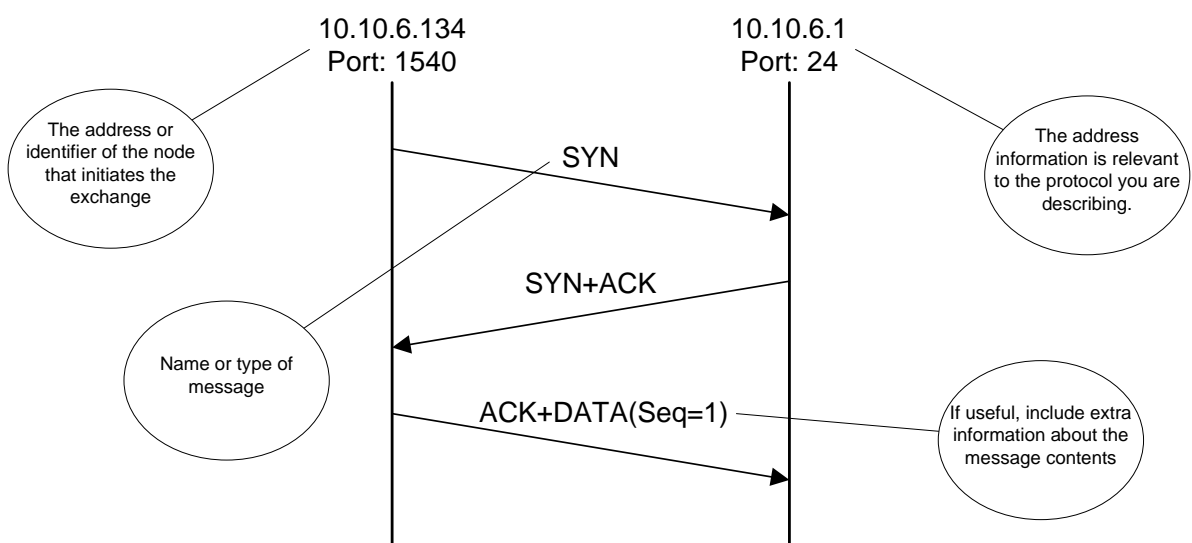 10.10.6.134
Port: 1540
10.10.6.1
Port: 24
The address or
identifier of the node
that initiates the
exchange
The address
information is relevant
to the protocol you are
describing.
SYN
SYN+ACK
Name or type of
message
ACK+DATA(Seq=1)
If useful, include extra
information about the
message contents